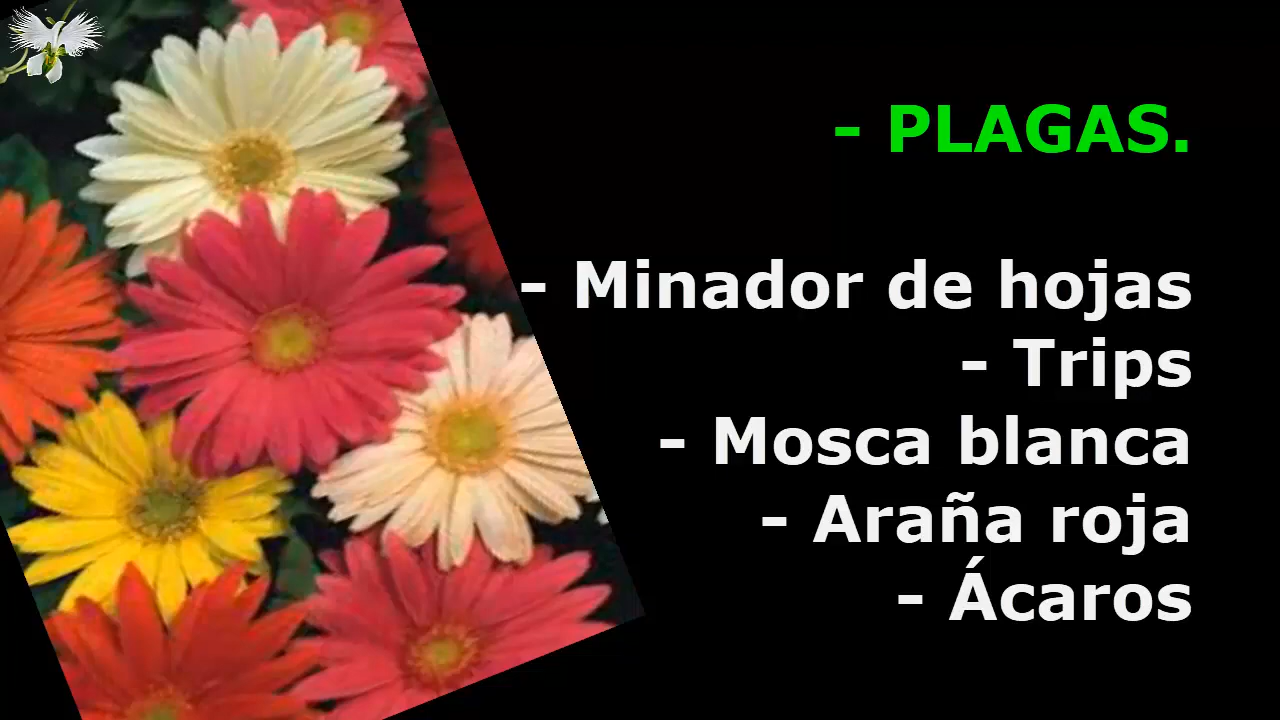 - PLAGAS.
- Minador de hojas
- Trips
- Mosca blanca
- Araña roja
- Ácaros